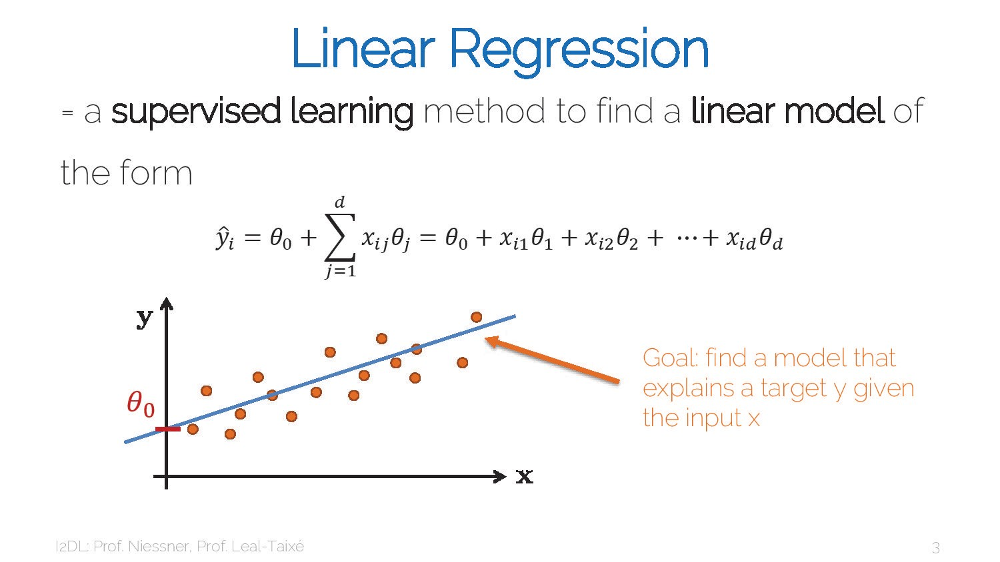 Linear Regression
= a supervised learning method to find a linear model of
the form
$\hat{y}_i = \theta_0 + \sum_{j=1}^{d} x_{ij}\theta_j = \theta_0 + x_{i1}\theta_1 + x_{i2}\theta_2 + \cdots + x_{id}\theta_d$
y
θ₀
x
Goal: find a model that
explains a target y given
the input x
I2DL: Prof. Niessner, Prof. Leal-Taixé
3